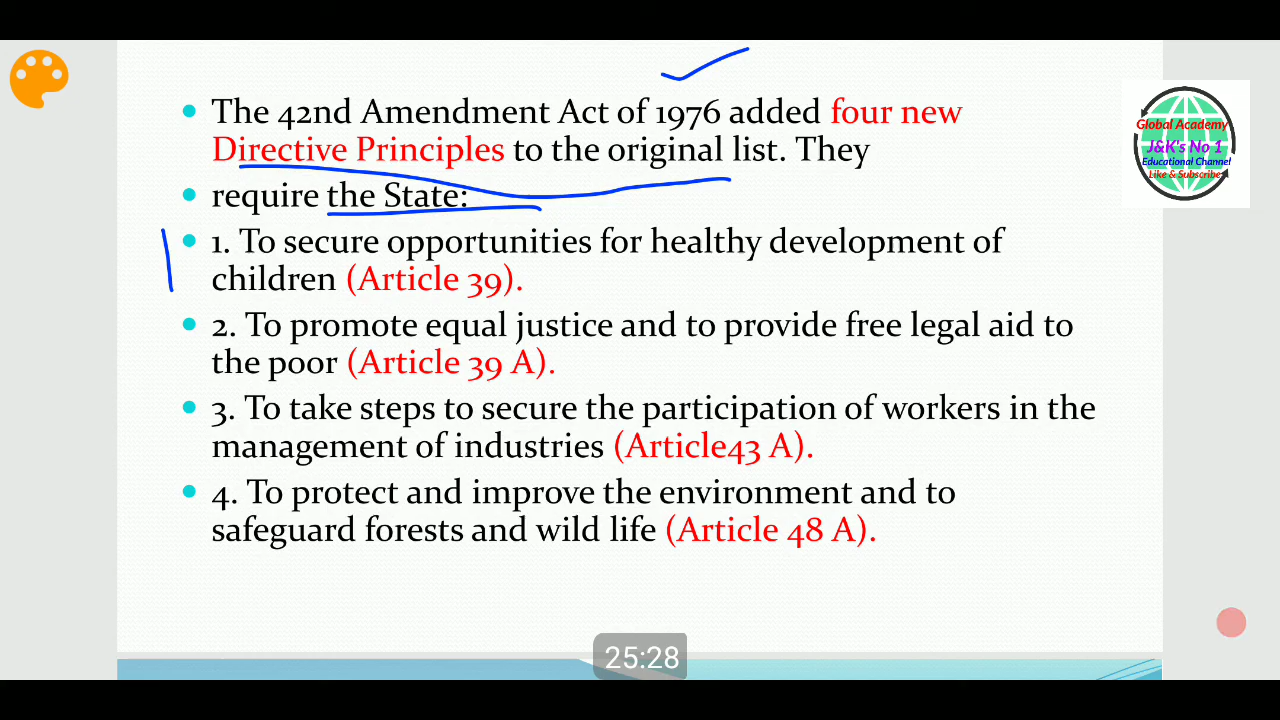 The 42nd Amendment Act of 1976 added four new
Directive Principles to the original list. They
require the State:
1. To secure opportunities for healthy development of
children (Article 39).
2. To promote equal justice and to provide free legal aid to
the poor (Article 39 A).
3. To take steps to secure the participation of workers in the
management of industries (Article43 A).
4. To protect and improve the environment and to
safeguard forests and wild life (Article 48 A).
Global Academy
J&K's No 1
Educational Channel
Like & Subscribe
25:28